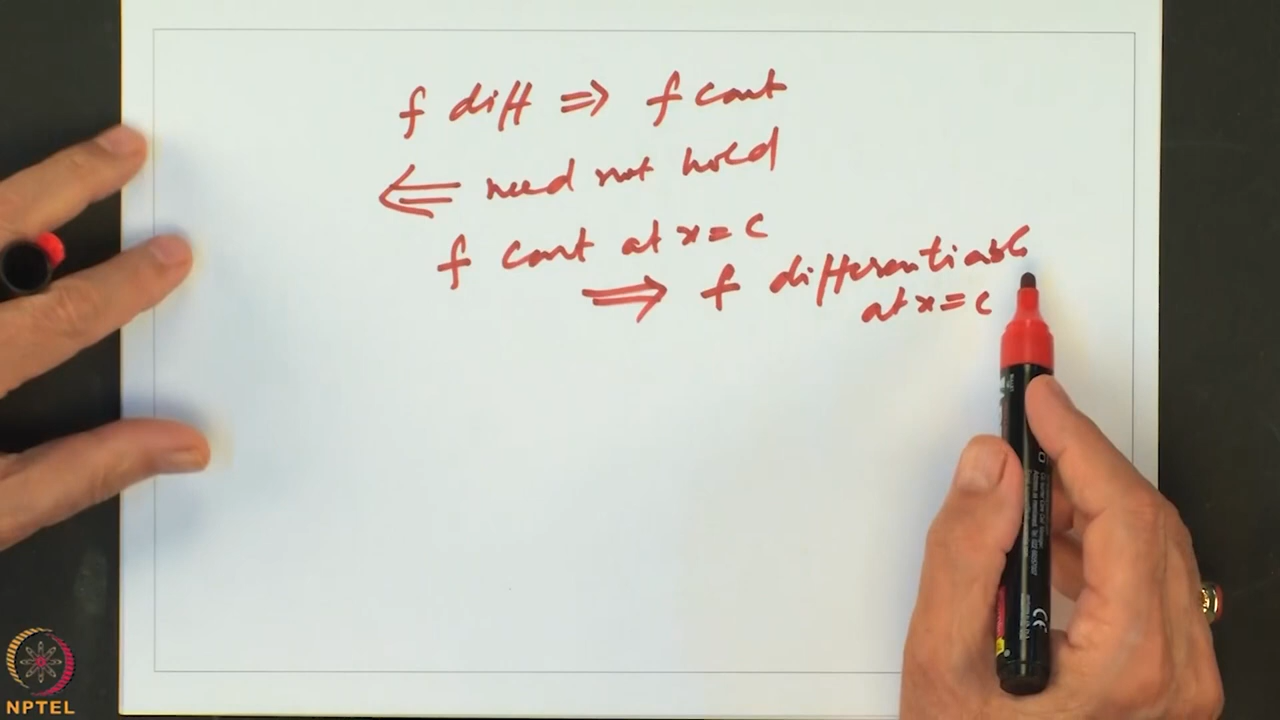 f diff ⇒ f cont
⇐ need not hold
f cont at x = c
⇒ f differentiable
at x = c
NPTEL